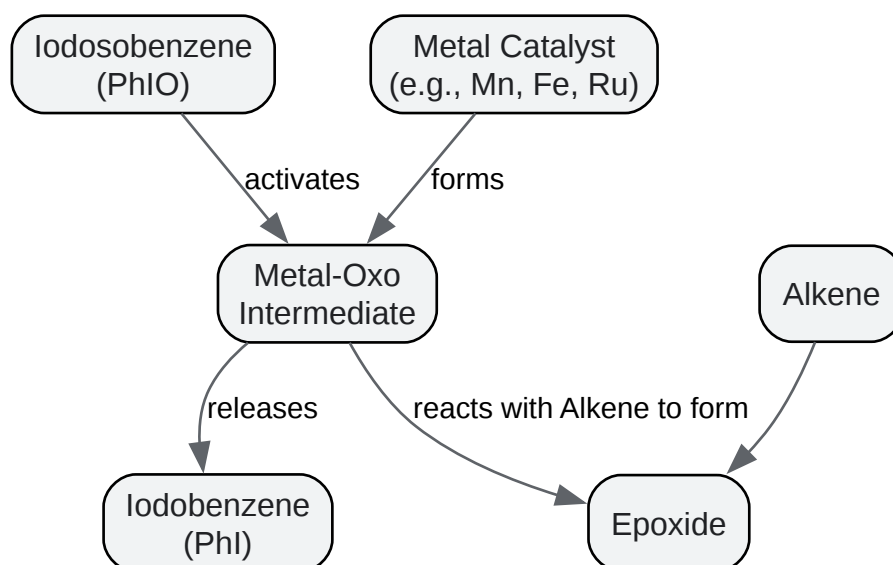 Iodosobenzene
(PhIO)
Metal Catalyst
(e.g., Mn, Fe, Ru)
activates
forms
Metal-Oxo
Intermediate
Alkene
releases
reacts with Alkene to form
Iodobenzene
(PhI)
Epoxide